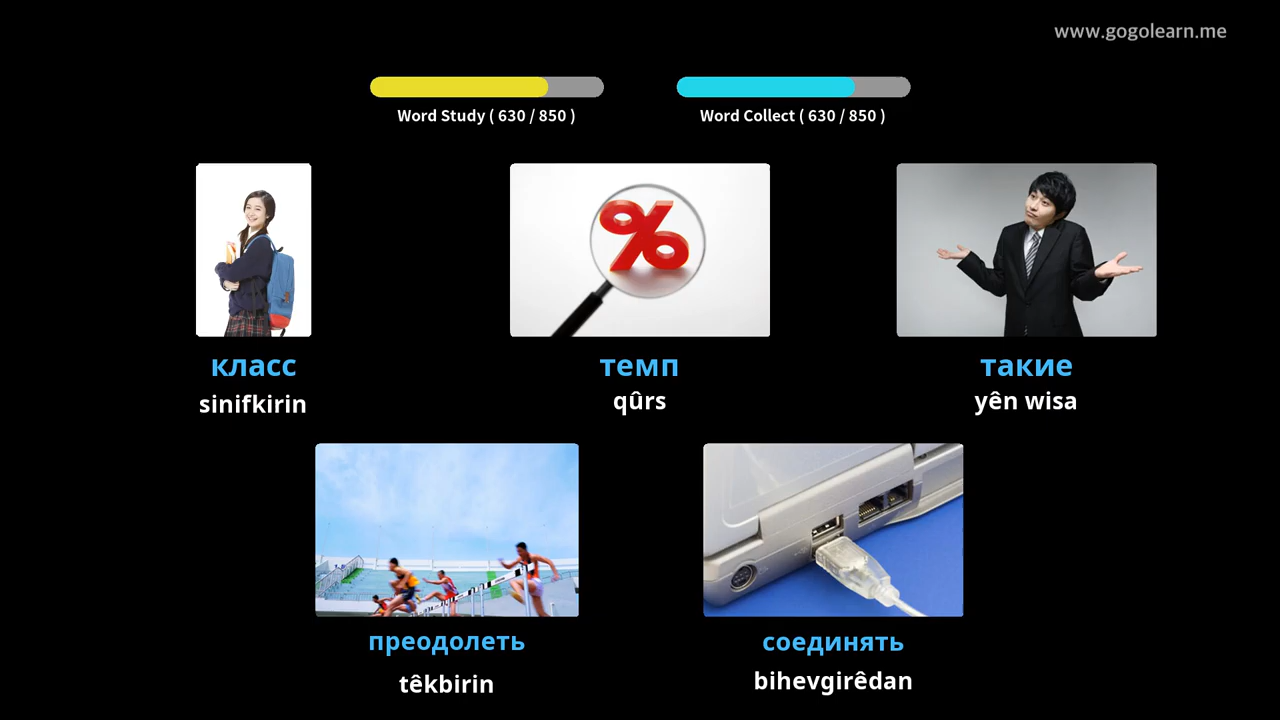 www.gogolearn.me
Word Study ( 630 / 850 )
Word Collect ( 630 / 850 )
класс
темп
такие
sinifkirin
qûrs
yên wisa
преодолеть
соединять
têkbirin
bihevgirêdan